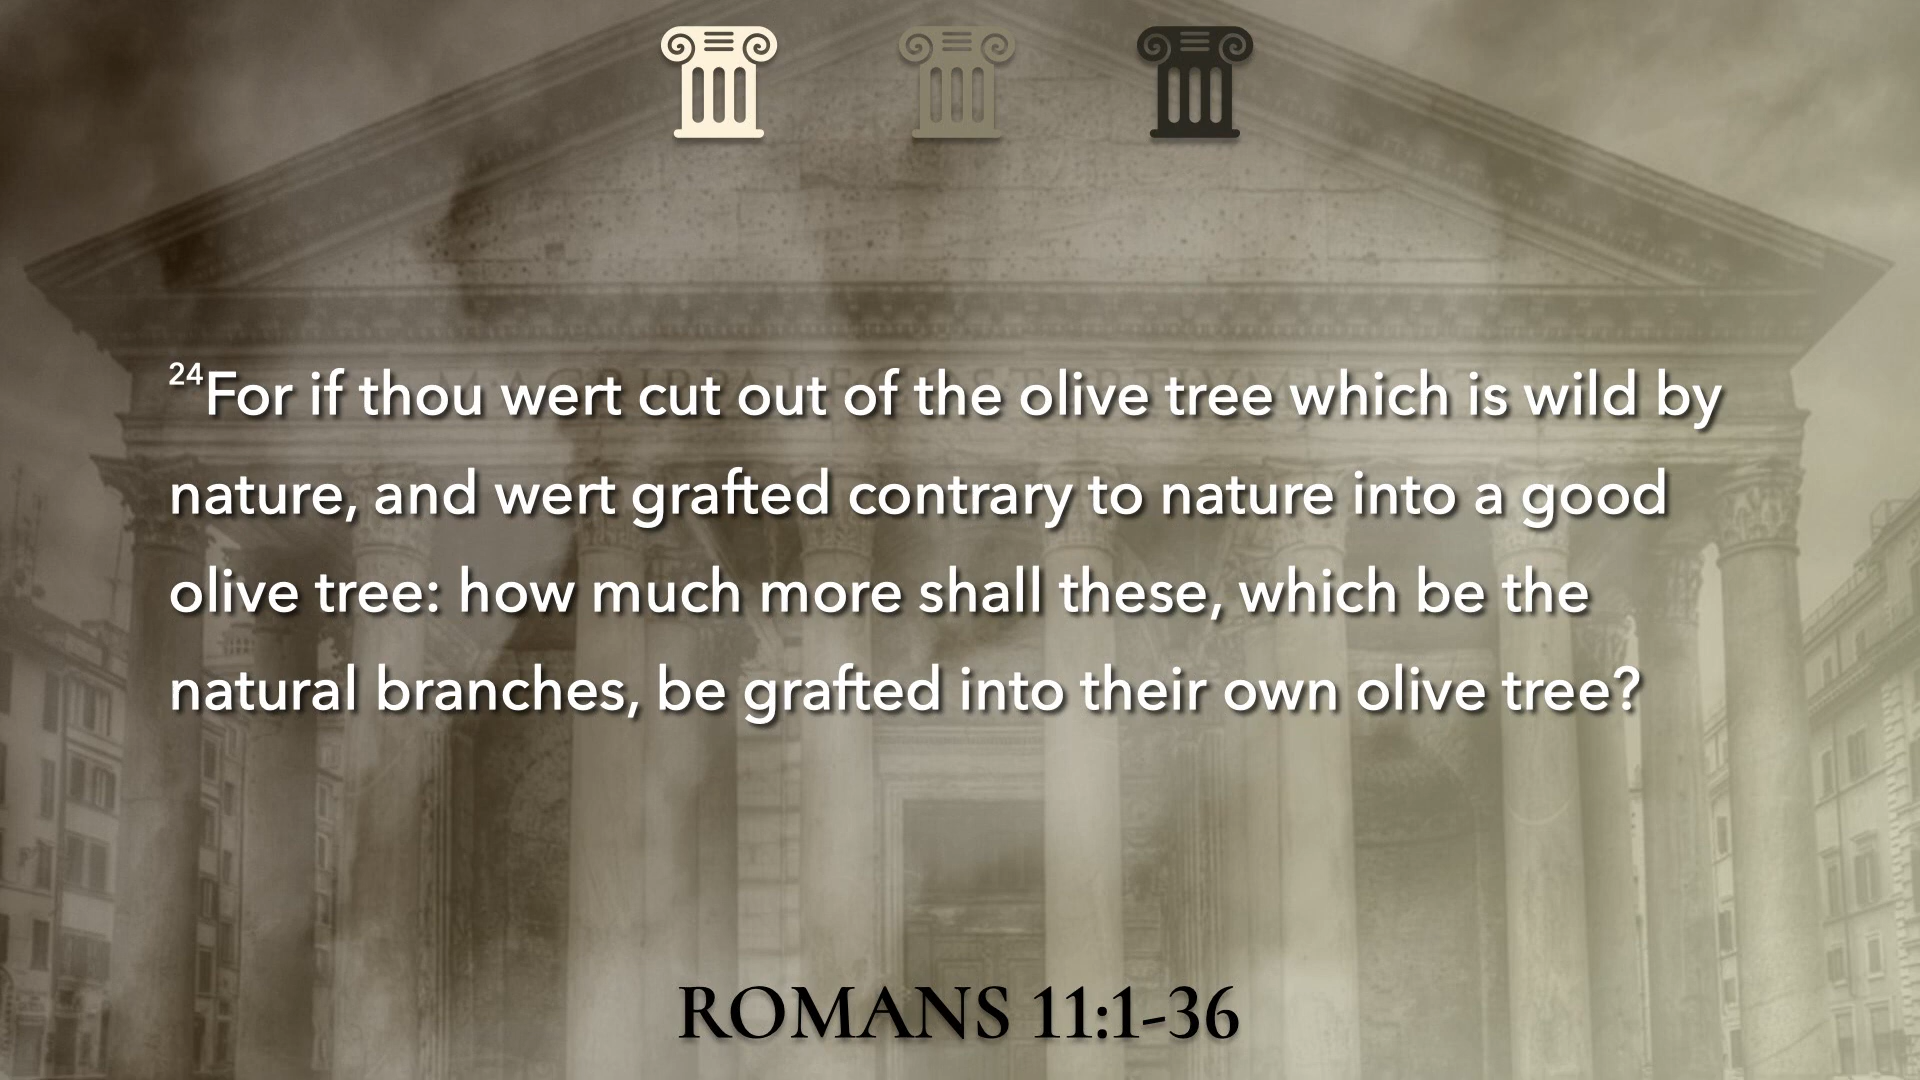 24For if thou wert cut out of the olive tree which is wild by
nature, and wert grafted contrary to nature into a good
olive tree: how much more shall these, which be the
natural branches, be grafted into their own olive tree?
ROMANS 11:1-36